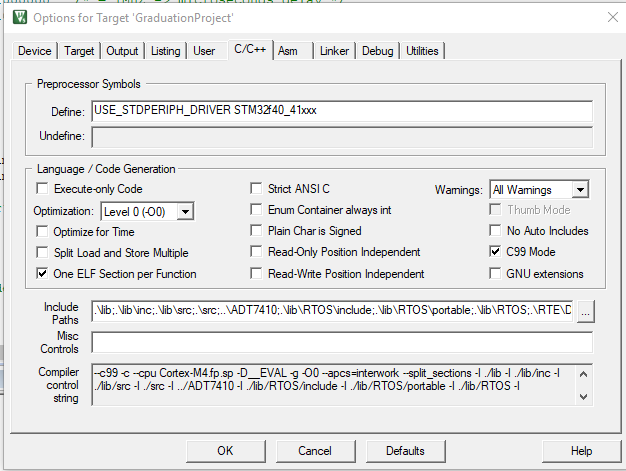 Options for Target 'GraduationProject'
Device Target Output Listing User C/C++ Asm Linker Debug Utilities
Preprocessor Symbols
Define: USE_STDPERIPH_DRIVER STM32f40_41xxx
Undefine:
Language / Code Generation
Execute-only Code Strict ANSI C Warnings: All Warnings
Optimization: Level 0 (-O0) Enum Container always int Thumb Mode
Optimize for Time Plain Char is Signed No Auto Includes
Split Load and Store Multiple Read-Only Position Independent C99 Mode
One ELF Section per Function Read-Write Position Independent GNU extensions
Include Paths .\lib;.\lib\inc;.\lib\src;.\src;..\ADT7410;.\lib\RTOS\include;.\lib\RTOS\portable;.\lib\RTOS;.\RTE\D ...
Misc Controls
Compiler control string --c99 -c --cpu Cortex-M4.fp.sp -D__EVAL -g -O0 --apcs=interwork --split_sections -I ./lib -I ./lib/inc -I
./lib/src -I ./src -I ../ADT7410 -I ./lib/RTOS/include -I ./lib/RTOS/portable -I ./lib/RTOS -I
OK Cancel Defaults Help